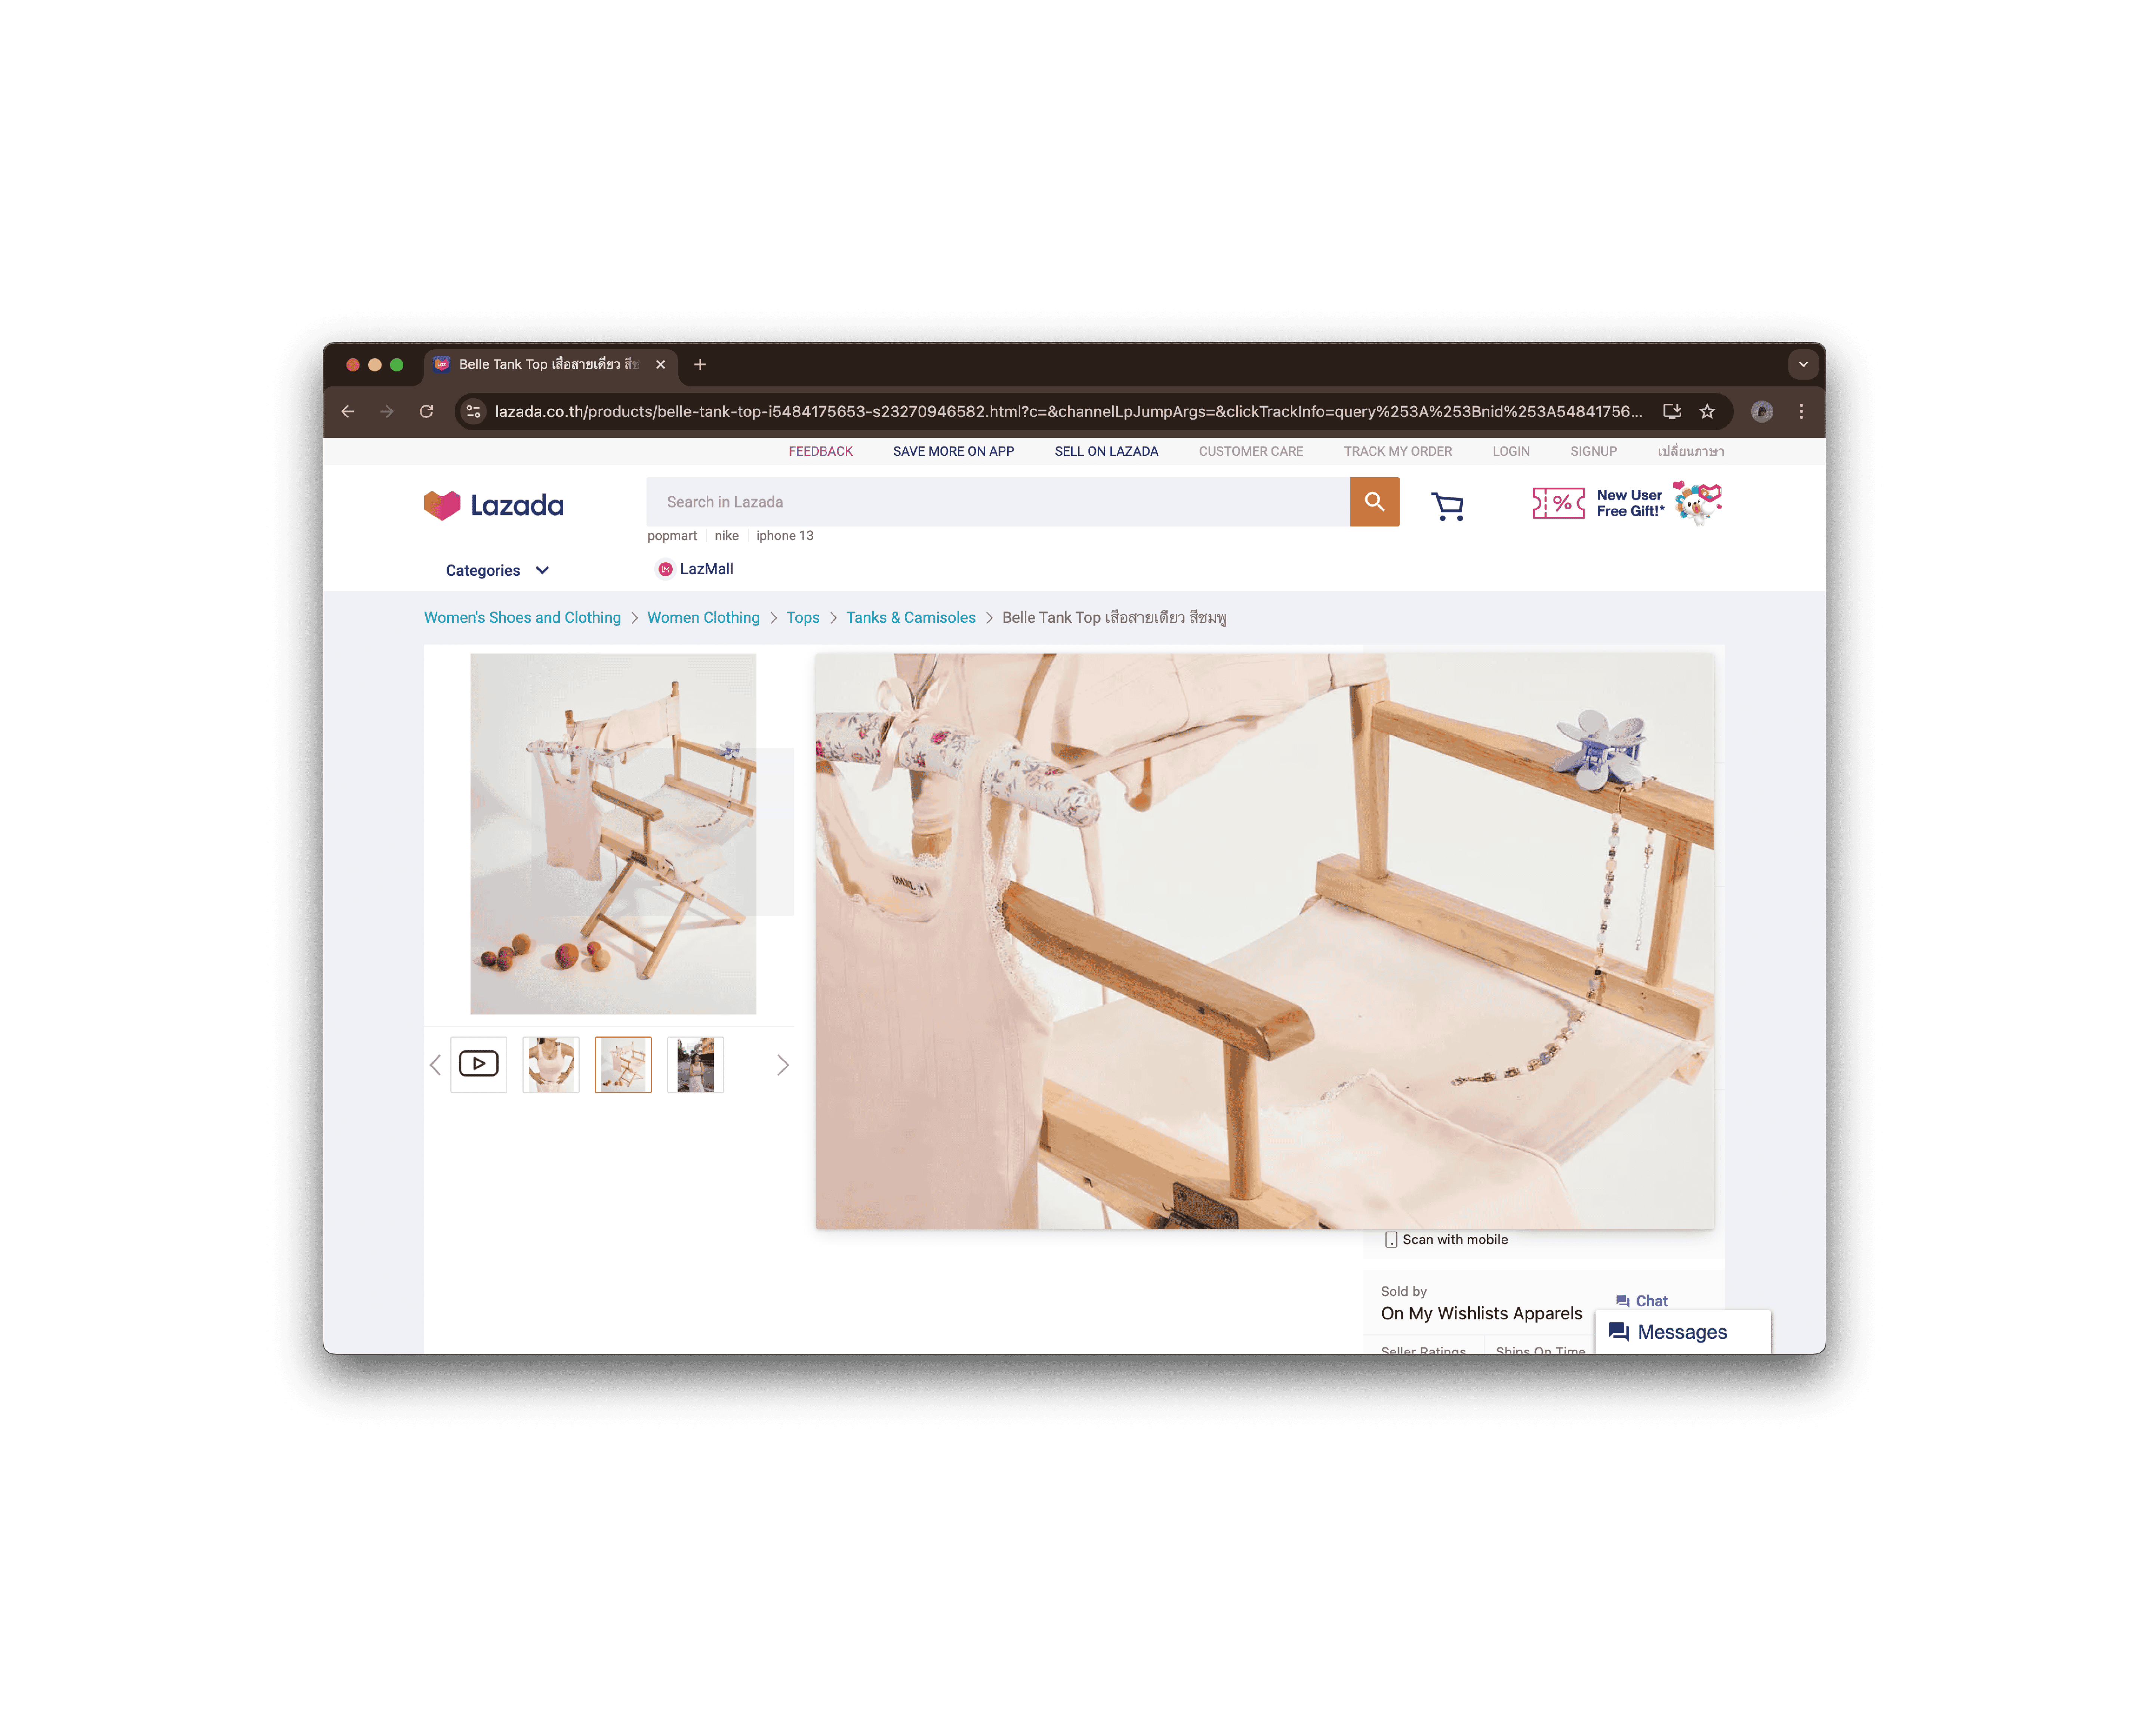 Belle Tank Top เสื้อสายเดี่ยว สีช
lazada.co.th/products/belle-tank-top-i5484175653-s23270946582.html?c=&channelLpJumpArgs=&clickTrackInfo=query%253A%253Bnid%253A54841756...
FEEDBACK SAVE MORE ON APP SELL ON LAZADA CUSTOMER CARE TRACK MY ORDER LOGIN SIGNUP เปลี่ยนภาษา
Lazada
Search in Lazada
New User
Free Gift!*
popmart nike iphone 13
Categories
LazMall
Women's Shoes and Clothing > Women Clothing > Tops > Tanks & Camisoles > Belle Tank Top เสื้อสายเดี่ยว สีชมพู
Scan with mobile
Sold by
On My Wishlists Apparels
Chat
Messages
Seller Ratings Ships On Time